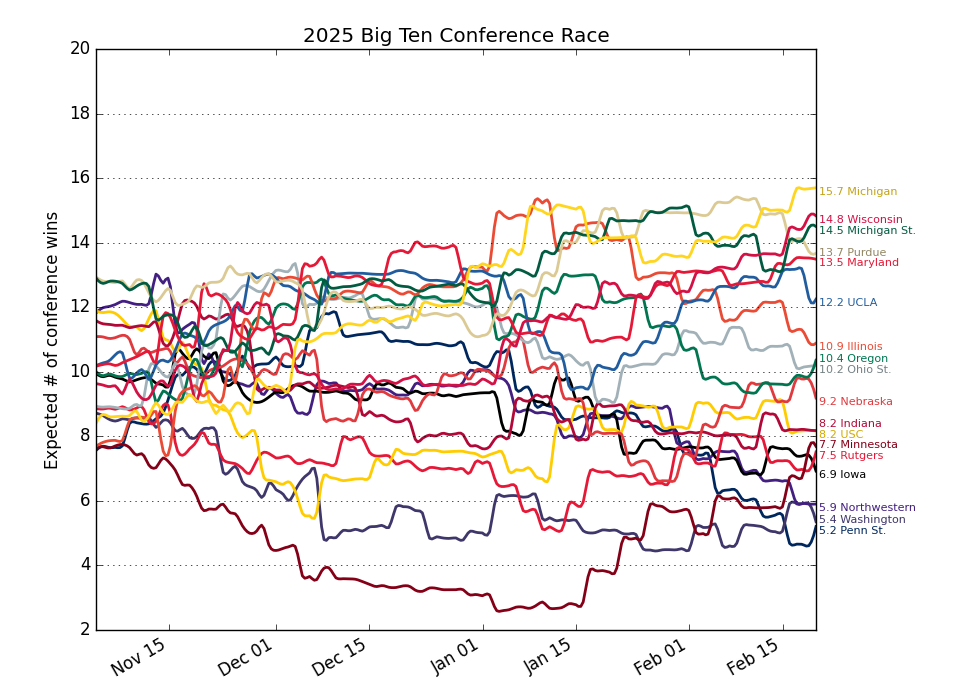 2025 Big Ten Conference Race
Expected # of conference wins
20
18
16
14
12
10
8
6
4
2
Nov 15
Dec 01
Dec 15
Jan 01
Jan 15
Feb 01
Feb 15
15.7 Michigan
14.8 Wisconsin
14.5 Michigan St.
13.7 Purdue
13.5 Maryland
12.2 UCLA
10.9 Illinois
10.4 Oregon
10.2 Ohio St.
9.2 Nebraska
8.2 Indiana
8.2 USC
7.7 Minnesota
7.5 Rutgers
6.9 Iowa
5.9 Northwestern
5.4 Washington
5.2 Penn St.